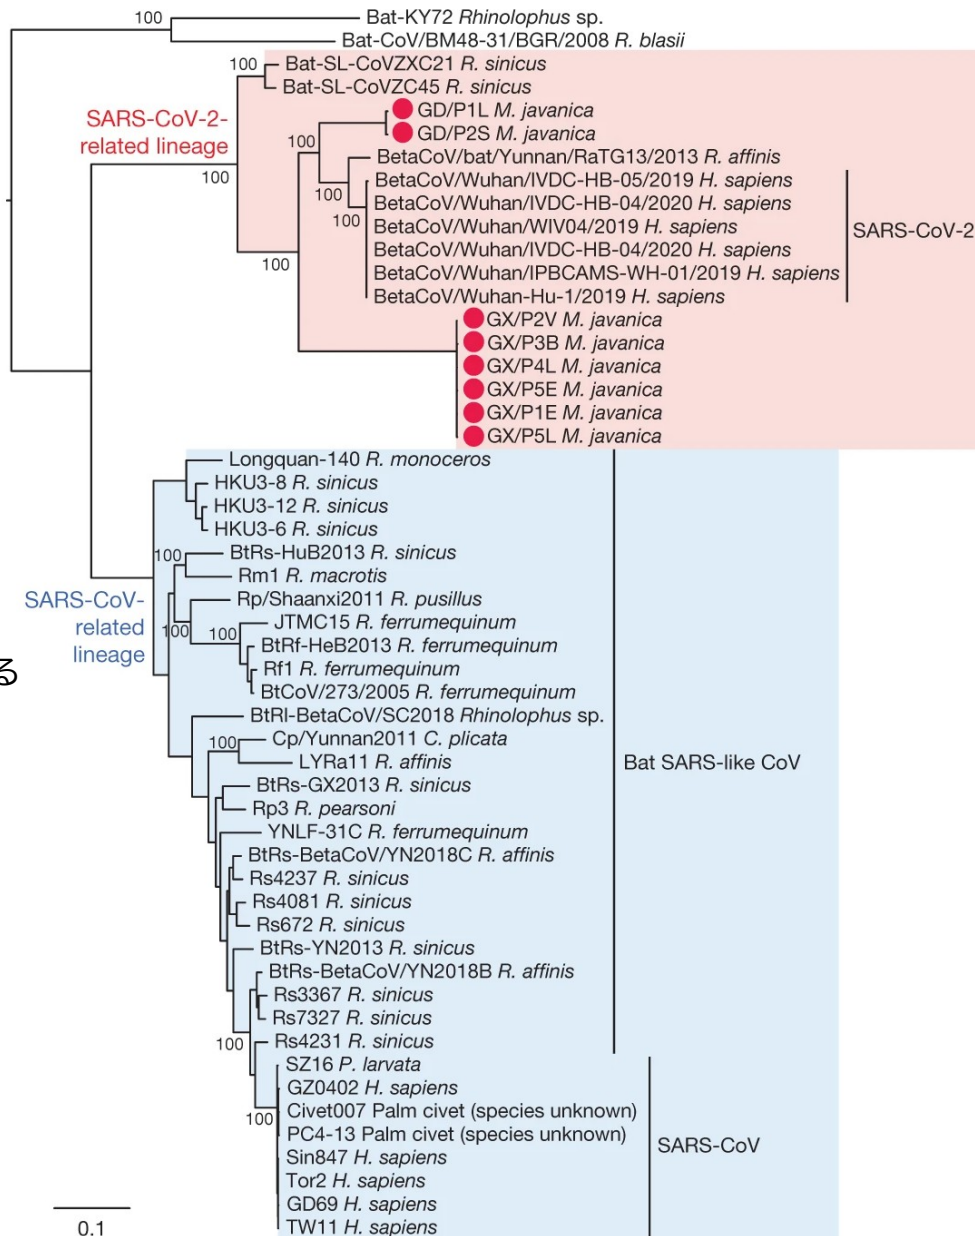 100
Bat-KY72 Rhinolophus sp.
Bat-CoV/BM48-31/BGR/2008 R. blasii
100
Bat-SL-CoVZXC21 R. sinicus
Bat-SL-CoVZC45 R. sinicus
SARS-CoV-2-
related lineage
100
GD/P1L M. javanica
GD/P2S M. javanica
100
BetaCoV/bat/Yunnan/RaTG13/2013 R. affinis
100
BetaCoV/Wuhan/IVDC-HB-05/2019 H. sapiens
BetaCoV/Wuhan/IVDC-HB-04/2020 H. sapiens
100
BetaCoV/Wuhan/WIV04/2019 H. sapiens
SARS-CoV-2
BetaCoV/Wuhan/IVDC-HB-04/2020 H. sapiens
100
BetaCoV/Wuhan/IPBCAMS-WH-01/2019 H. sapiens
BetaCoV/Wuhan-Hu-1/2019 H. sapiens
GX/P2V M. javanica
GX/P3B M. javanica
GX/P4L M. javanica
GX/P5E M. javanica
GX/P1E M. javanica
GX/P5L M. javanica
Longquan-140 R. monoceros
HKU3-8 R. sinicus
HKU3-12 R. sinicus
HKU3-6 R. sinicus
100
BtRs-HuB2013 R. sinicus
Rm1 R. macrotis
SARS-CoV-
related
lineage
Rp/Shaanxi2011 R. pusillus
100
100
JTMC15 R. ferrumequinum
BtRf-HeB2013 R. ferrumequinum
Rf1 R. ferrumequinum
BtCoV/273/2005 R. ferrumequinum
BtRl-BetaCoV/SC2018 Rhinolophus sp.
100
Cp/Yunnan2011 C. plicata
LYRa11 R. affinis
Bat SARS-like CoV
BtRs-GX2013 R. sinicus
Rp3 R. pearsoni
YNLF-31C R. ferrumequinum
BtRs-BetaCoV/YN2018C R. affinis
Rs4237 R. sinicus
Rs4081 R. sinicus
Rs672 R. sinicus
BtRs-YN2013 R. sinicus
BtRs-BetaCoV/YN2018B R. affinis
Rs3367 R. sinicus
Rs7327 R. sinicus
100
Rs4231 R. sinicus
SZ16 P. larvata
GZ0402 H. sapiens
100
Civet007 Palm civet (species unknown)
PC4-13 Palm civet (species unknown)
SARS-CoV
Sin847 H. sapiens
Tor2 H. sapiens
GD69 H. sapiens
TW11 H. sapiens
0.1